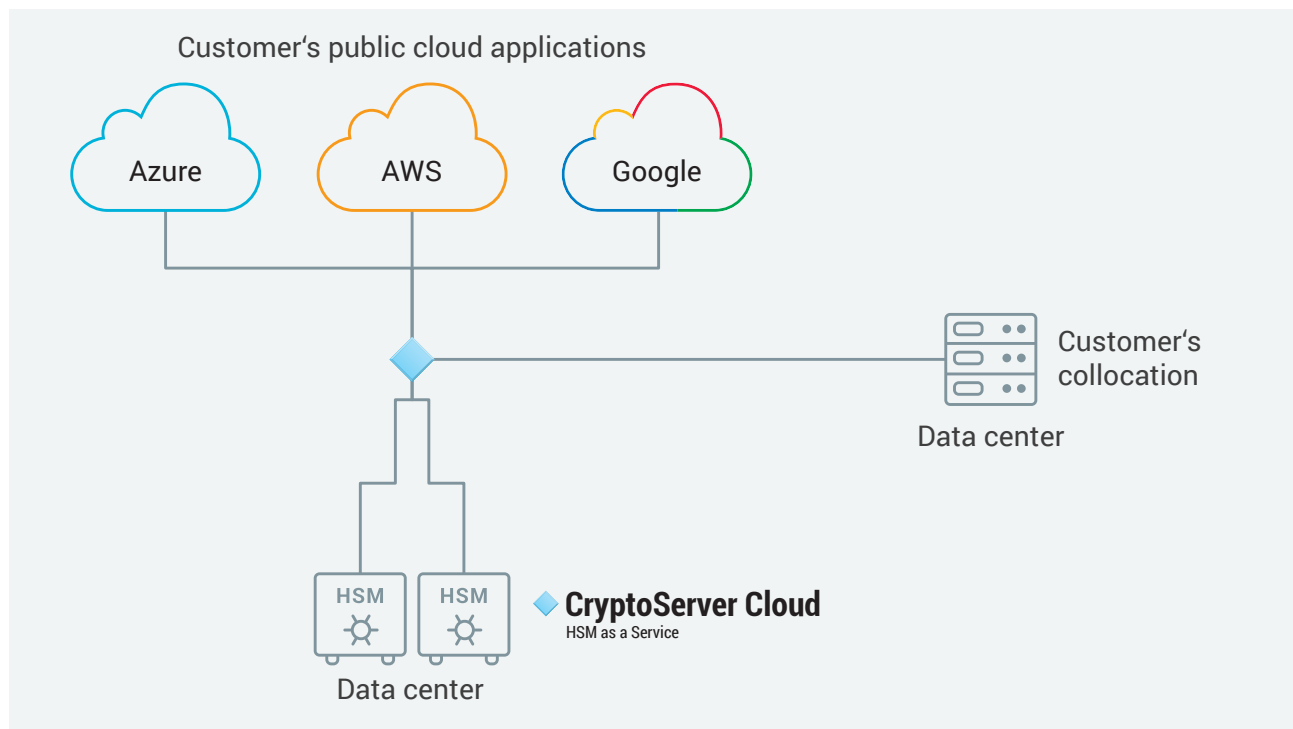 Customer‘s public cloud applications
Azure
AWS
Google
Customer‘s
collocation
Data center
HSM
HSM
CryptoServer Cloud
HSM as a Service
Data center